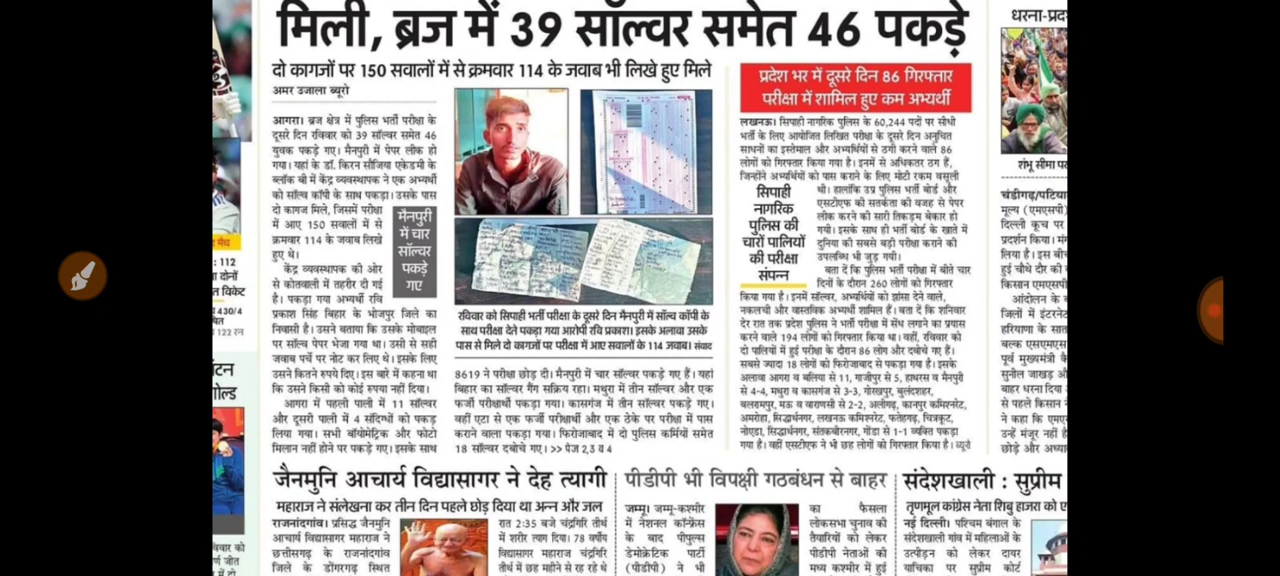 मिली, ब्रज में 39 सॉल्वर समेत 46 पकड़े
दो कागजों पर 150 सवालों में से क्रमवार 114 के जवाब भी लिखे हुए मिले
अमर उजाला ब्यूरो
आगरा। ब्रज क्षेत्र में पुलिस भर्ती परीक्षा के
दूसरे दिन रविवार को 39 सॉल्वर समेत 46
युवक पकड़े गए। मैनपुरी में पेपर लीक हो
गया। यहां के डॉ. किरन सौजिया एकेडमी के
ब्लॉक बी में केंद्र व्यवस्थापक ने एक अभ्यर्थी
को सॉल्व कॉपी के साथ पकड़ा। उसके पास
दो कागज मिले, जिसमें परीक्षा
में आए 150 सवालों में से
क्रमवार 114 के जवाब लिखे
हुए थे।
केंद्र व्यवस्थापक की ओर
से कोतवाली में तहरीर दी गई
है। पकड़ा गया अभ्यर्थी रवि
प्रकाश सिंह बिहार के भोजपुर जिले का
निवासी है। उसने बताया कि उसके मोबाइल
पर सॉल्व पेपर भेजा गया था। उसी से सही
जवाब पर्चे पर नोट कर लिए थे। इसके लिए
उसने कितने रुपये दिए। इस बारे में कहना था
कि उसने किसी को कोई रुपया नहीं दिया।
आगरा में पहली पाली में 11 सॉल्वर
और दूसरी पाली में 4 संदिग्धों को पकड़
लिया गया। सभी बॉयोमेट्रिक और फोटो
मिलान नहीं होने पर पकड़े गए। इसके साथ
मैनपुरी
में चार
सॉल्वर
पकड़े
गए
रविवार को सिपाही भर्ती परीक्षा के दूसरे दिन मैनपुरी में सॉल्व कॉपी के
साथ परीक्षा देते पकड़ा गया आरोपी रवि प्रकाश। इसके अलावा उसके
पास से मिले दो कागजों पर परीक्षा में आए सवालों के 114 जवाब। संवाद
8619 ने परीक्षा छोड़ दी। मैनपुरी में चार सॉल्वर पकड़े गए हैं। यहां
बिहार का सॉल्वर गैंग सक्रिय रहा। मथुरा में तीन सॉल्वर और एक
फर्जी परीक्षार्थी पकड़ा गया। कासगंज में तीन सॉल्वर पकड़े गए।
वहीं एटा से एक फर्जी परीक्षार्थी और एक ठेके पर परीक्षा में पास
कराने वाला पकड़ा गया। फिरोजाबाद में दो पुलिस कर्मियों समेत
18 सॉल्वर दबोचे गए। >> पेज 2,3 व 4
प्रदेश भर में दूसरे दिन 86 गिरफ्तार
परीक्षा में शामिल हुए कम अभ्यर्थी
लखनऊ। सिपाही नागरिक पुलिस के 60,244 पदों पर सीधी
भर्ती के लिए आयोजित लिखित परीक्षा के दूसरे दिन अनुचित
साधनों का इस्तेमाल और अभ्यर्थियों से ठगी करने वाले 86
लोगों को गिरफ्तार किया गया है। इनमें से अधिकतर ठग हैं,
जिन्होंने अभ्यर्थियों को पास कराने के लिए मोटी रकम वसूली
थी। हालांकि उप्र पुलिस भर्ती बोर्ड और
एसटीएफ की सतर्कता की वजह से पेपर
लीक करने की सारी तिकड़म बेकार हो
गयी। इसके साथ ही भर्ती बोर्ड के खाते में
दुनिया की सबसे बड़ी परीक्षा कराने की
उपलब्धि भी जुड़ गयी।
बता दें कि पुलिस भर्ती परीक्षा में बीते चार
दिनों के दौरान 260 लोगों को गिरफ्तार
किया गया है। इनमें सॉल्वर, अभ्यर्थियों को झांसा देने वाले,
नकलची और वास्तविक अभ्यर्थी शामिल हैं। बता दें कि शनिवार
देर रात तक प्रदेश पुलिस ने भर्ती परीक्षा में सेंध लगाने का प्रयास
करने वाले 194 लोगों को गिरफ्तार किया था। वहीं, रविवार को
दो पालियों में हुई परीक्षा के दौरान 86 लोग और दबोचे गए हैं।
सबसे ज्यादा 18 लोगों को फिरोजाबाद से पकड़ा गया है। इसके
अलावा आगरा व बलिया से 11, गाजीपुर से 5, हाथरस व मैनपुरी
से 4-4, मथुरा व कासगंज से 3-3, गोरखपुर, बुलंदशहर,
बलरामपुर, मऊ व वाराणसी से 2-2, अलीगढ़, कानपुर कमिश्नरेट,
अमरोहा, सिद्धार्थनगर, लखनऊ कमिश्नरेट, फतेहगढ़, चित्रकूट,
नोएडा, सिद्धार्थनगर, संतकबीरनगर, गोंडा से 1-1 व्यक्ति पकड़ा
गया है। वहीं एसटीएफ ने भी छह लोगों को गिरफ्तार किया है। ब्यूरो
सिपाही
नागरिक
पुलिस की
चारों पालियों
की परीक्षा
संपन्न
धरना-प्रद
शंभू सीमा पर
चंडीगढ़/पटिया
मूल्य (एमएसपी)
दिल्ली कूच पर
प्रदर्शन किया। मं
लिया है। इस बीच
हुई चौथे दौर की
किसान एमएसपी
आंदोलन के
जिलों में इंटरनेट
हरियाणा के सात
बल्क एसएमएस
पूर्व मुख्यमंत्री
सुनील जाखड़ और
बाहर धरना दिया
से पहले किसान
ने कहा कि एमए
उन्हें मंजूर नहीं है
छोड़े और अध्या
जैनमुनि आचार्य विद्यासागर ने देह त्यागी
महाराज ने संलेखना कर तीन दिन पहले छोड़ दिया था अन्न और जल
राजनांदगांव। प्रसिद्ध जैनमुनि
आचार्य विद्यासागर महाराज ने
छत्तीसगढ़ के राजनांदगांव
जिले के डोंगरगढ़ स्थित
रात 2:35 बजे चंद्रगिरि तीर्थ
में शरीर त्याग दिया। 78 वर्षीय
विद्यासागर महाराज चंद्रगिरि
तीर्थ में छह महीने से रह रहे थे
पीडीपी भी विपक्षी गठबंधन से बाहर
जम्मू। जम्मू-कश्मीर
में नेशनल कॉन्फ्रेंस
के बाद पीपुल्स
डेमोक्रेटिक पार्टी
(पीडीपी) ने भी
का फैसला
लोकसभा चुनाव की
तैयारियों को लेकर
पीडीपी नेताओं की
मध्य कश्मीर में हुई
संदेशखाली : सुप्रीम
तृणमूल कांग्रेस नेता शिबु हाजरा को ए
नई दिल्ली। पश्चिम बंगाल के
संदेशखाली गांव में महिलाओं के
उत्पीड़न को लेकर दायर
याचिका पर सुप्रीम कोर्ट
: 112
दोनों
विकेट
430/4
122 रन
गोल्ड